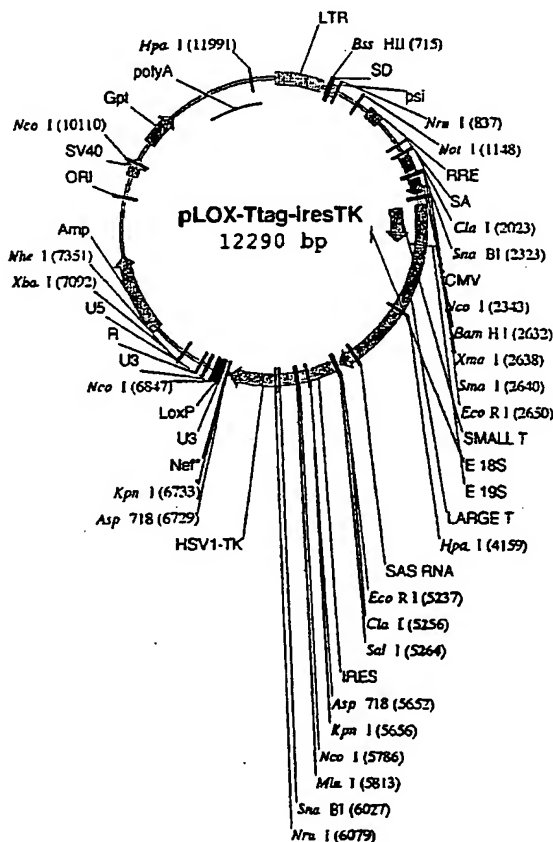 LTR
Hpa I (11991)
Bss HII (715)
polyA
SD
psi
Gpt
Nru I (837)
Nco I (10110)
Not I (1148)
SV40
RRE
ORI
SA
pLOX-Ttag-iresTK
12290 bp
Cla I (2023)
Sna BI (2323)
Amp
CMV
Nhe I (7351)
Nco I (2343)
Xba I (7092)
Bam HI (2632)
U5
Xma I (2638)
R
Sma I (2640)
U3
Eco RI (2650)
Nco I (6847)
SMALL T
LoxP
E 18S
U3
E 19S
Nef"
LARGE T
Kpn I (6733)
Hpa I (4159)
Asp 718 (6729)
HSV1-TK
SAS RNA
Eco RI (5237)
Cla I (5256)
Sal I (5264)
IRES
Asp 718 (5652)
Kpn I (5656)
Nco I (5786)
Mlu I (5813)
Sna BI (6027)
Nru I (6079)